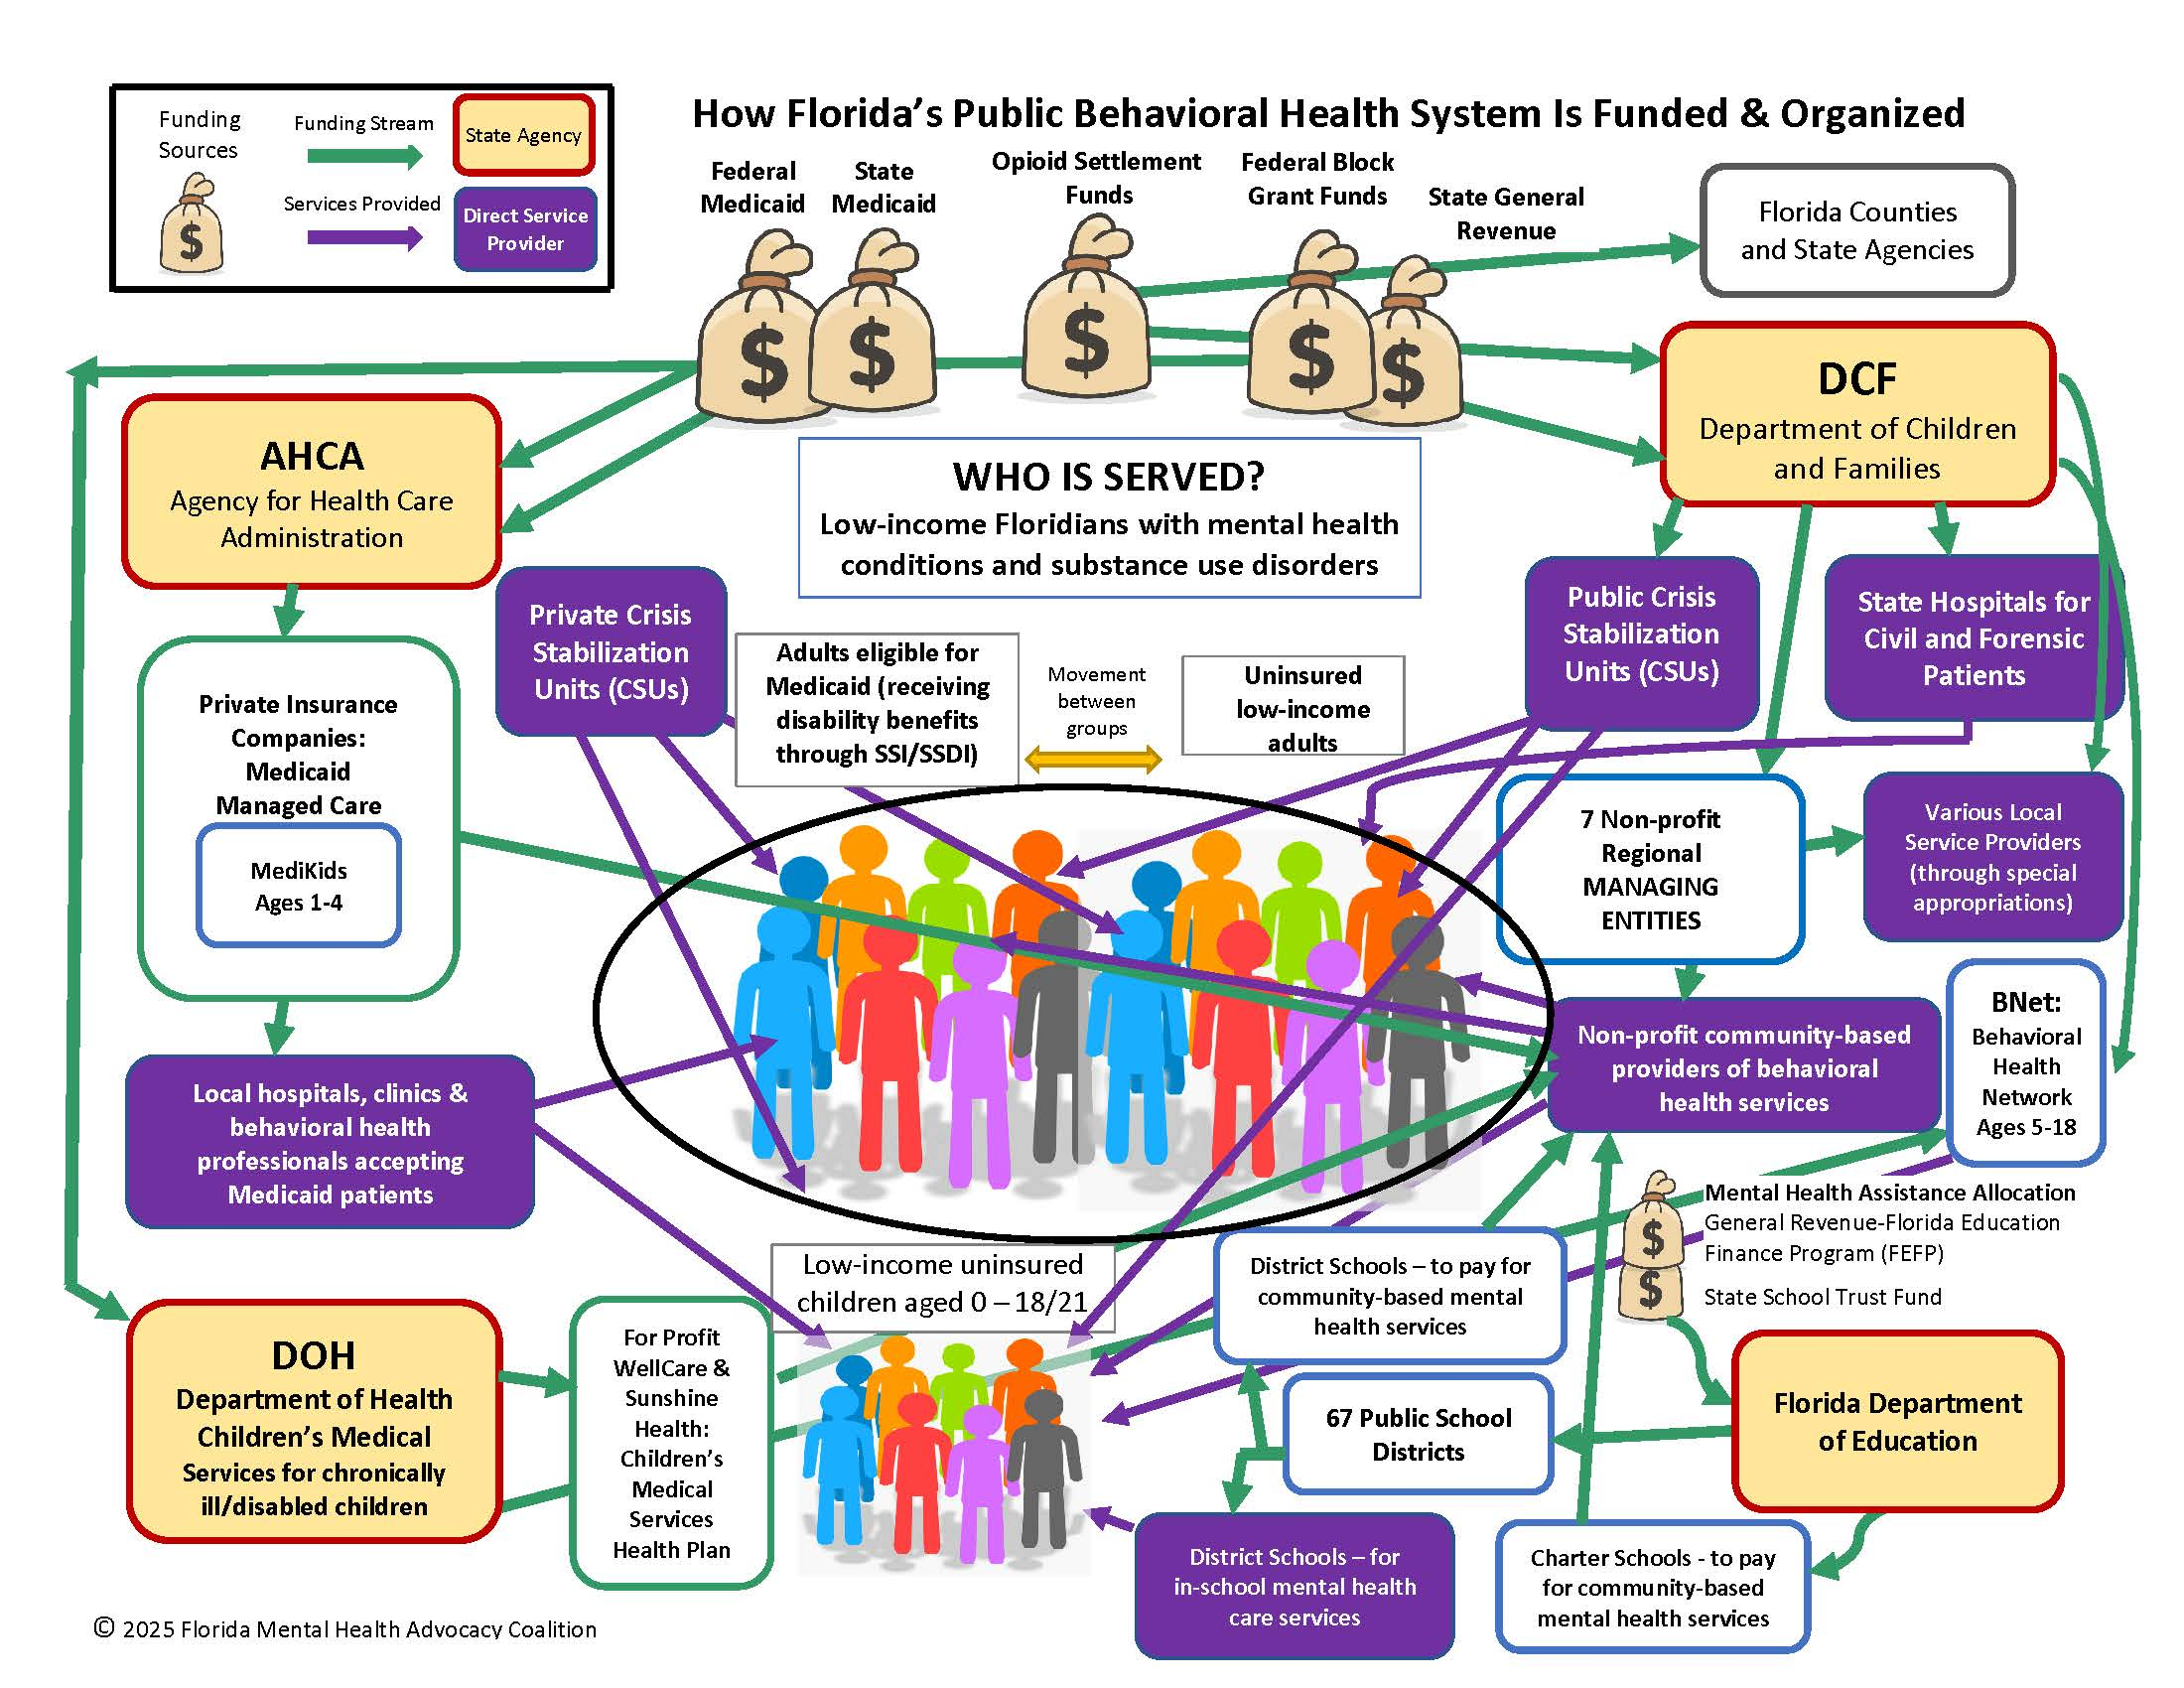 How Florida's Public Behavioral Health System Is Funded & Organized
Funding
Sources
$
Funding Stream
Services Provided
State Agency
Direct Service
Provider
Federal
Medicaid
State
Medicaid
Opioid Settlement
Funds
Federal Block
Grant Funds
State General
Revenue
$
$
$
$
$
Florida Counties
and State Agencies
DCF
Department of Children
and Families
AHCA
Agency for Health Care
Administration
WHO IS SERVED?
Low-income Floridians with mental health
conditions and substance use disorders
Private Crisis
Stabilization
Units (CSUs)
Adults eligible for
Medicaid (receiving
disability benefits
through SSI/SSDI)
Movement
between
groups
Uninsured
low-income
adults
Public Crisis
Stabilization
Units (CSUs)
State Hospitals for
Civil and Forensic
Patients
Private Insurance
Companies:
Medicaid
Managed Care
MediKids
Ages 1-4
7 Non-profit
Regional
MANAGING
ENTITIES
Various Local
Service Providers
(through special
appropriations)
Local hospitals, clinics &
behavioral health
professionals accepting
Medicaid patients
Non-profit community-based
providers of behavioral
health services
BNet:
Behavioral
Health
Network
Ages 5-18
$
$
Mental Health Assistance Allocation
General Revenue-Florida Education
Finance Program (FEFP)
State School Trust Fund
Low-income uninsured
children aged 0 – 18/21
District Schools – to pay for
community-based mental
health services
DOH
Department of Health
Children's Medical
Services for chronically
ill/disabled children
For Profit
WellCare &
Sunshine
Health:
Children's
Medical
Services
Health Plan
67 Public School
Districts
Florida Department
of Education
District Schools – for
in-school mental health
care services
Charter Schools - to pay
for community-based
mental health services
© 2025 Florida Mental Health Advocacy Coalition